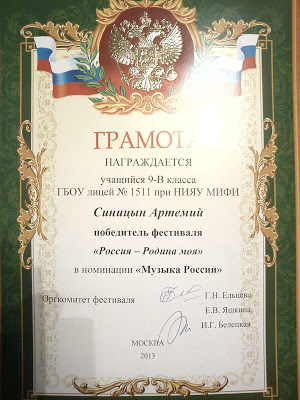 ГРАМОТА
НАГРАЖДАЕТСЯ
учащийся 9-В класса
ГБОУ лицей № 1511 при НИЯУ МИФИ
Синицын Артемий
победитель фестиваля
«Россия – Родина моя»
в номинации «Музыка России»
Оргкомитет фестиваля
Г.Н. Ельцева
Е.В. Яшкина
И.Г. Белецкая
МОСКВА
2013